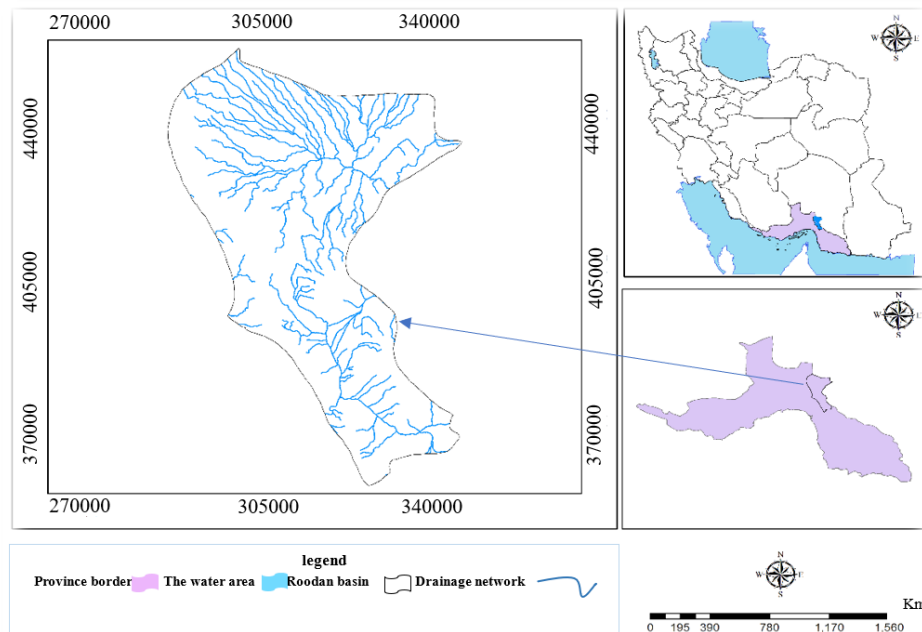 270000 305000 340000
440000 440000
405000 405000
370000 370000
270000 305000 340000
N
W E
S
N
W E
S
legend
Province border The water area Roodan basin Drainage network
N
W E
S
Km
0 195 390 780 1,170 1,560